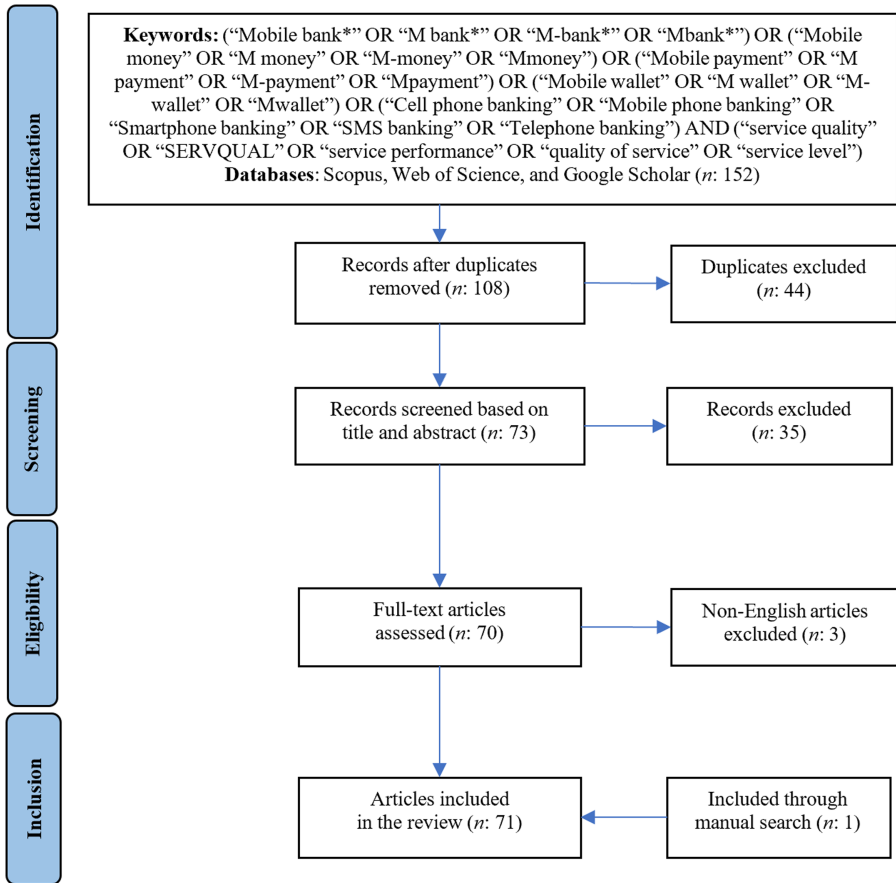 Identification
Keywords: (“Mobile bank*” OR “M bank*” OR “M-bank*” OR “Mbank*”) OR (“Mobile
money” OR “M money” OR “M-money” OR “Mmoney”) OR (“Mobile payment” OR “M
payment” OR “M-payment” OR “Mpayment”) OR (“Mobile wallet” OR “M wallet” OR “M-
wallet” OR “Mwallet”) OR (“Cell phone banking” OR “Mobile phone banking” OR
“Smartphone banking” OR “SMS banking” OR “Telephone banking”) AND (“service quality”
OR “SERVQUAL” OR “service performance” OR “quality of service” OR “service level”)
Databases: Scopus, Web of Science, and Google Scholar (n: 152)
Records after duplicates
removed (n: 108)
Duplicates excluded
(n: 44)
Screening
Records screened based on
title and abstract (n: 73)
Records excluded
(n: 35)
Eligibility
Full-text articles
assessed (n: 70)
Non-English articles
excluded (n: 3)
Inclusion
Articles included
in the review (n: 71)
Included through
manual search (n: 1)